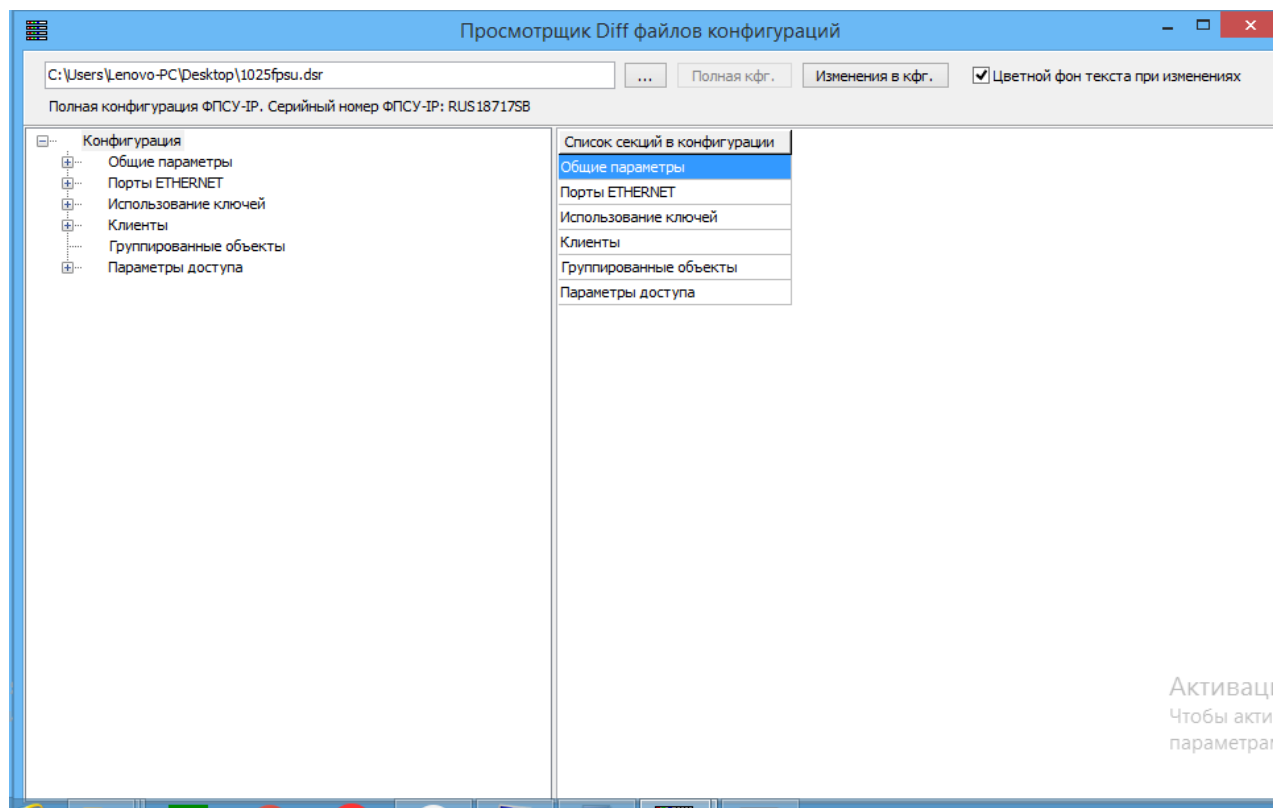 Просмотрщик Diff файлов конфигураций
C:\Users\Lenovo-PC\Desktop\1025fpsu.dsr
... Полная кфг. Изменения в кфг. Цветной фон текста при изменениях
Полная конфигурация ФПСУ-IP. Серийный номер ФПСУ-IP: RUS18717SB
Конфигурация
Общие параметры
Порты ETHERNET
Использование ключей
Клиенты
Группированные объекты
Параметры доступа
Список секций в конфигурации
Общие параметры
Порты ETHERNET
Использование ключей
Клиенты
Группированные объекты
Параметры доступа
Активаци
Чтобы акти
параметрам